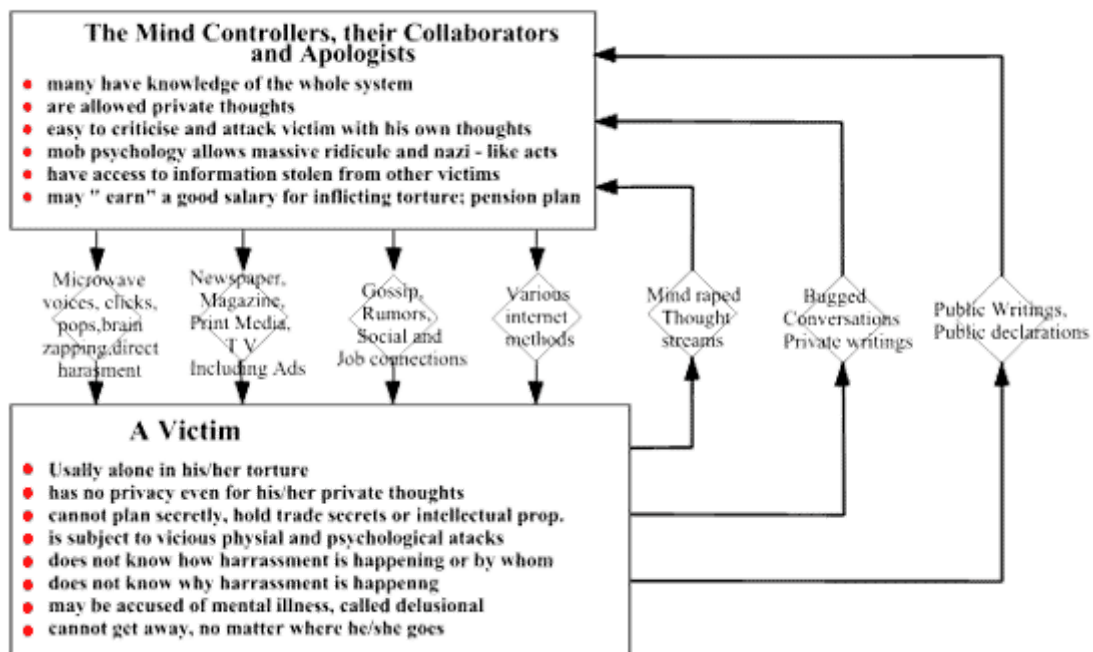 The Mind Controllers, their Collaborators
and Apologists
many have knowledge of the whole system
are allowed private thoughts
easy to criticise and attack victim with his own thoughts
mob psychology allows massive ridicule and nazi - like acts
have access to information stolen from other victims
may " earn" a good salary for inflicting torture; pension plan
Microwave
voices, clicks,
pops,brain
zapping,direct
harasment
Newspaper,
Magazine,
Print Media,
T V
Including Ads
Gossip,
Rumors,
Social and
Job connections
Various
internet
methods
Mind raped
Thought
streams
Bugged
Conversations
Private writings
Public Writings,
Public declarations
A Victim
Usally alone in his/her torture
has no privacy even for his/her private thoughts
cannot plan secretly, hold trade secrets or intellectual prop.
is subject to vicious physial and psychological atacks
does not know how harrassment is happening or by whom
does not know why harrassment is happenng
may be accused of mental illness, called delusional
cannot get away, no matter where he/she goes